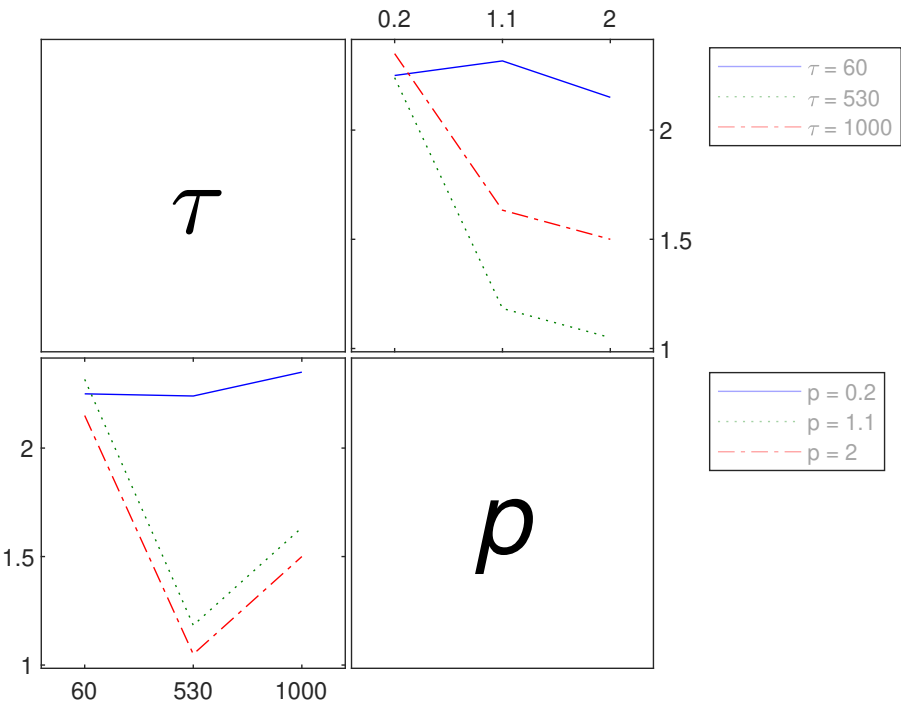 0.2 1.1 2
τ = 60
τ = 530
τ = 1000
τ
2
1.5
1
p = 0.2
p = 1.1
p = 2
2
1.5
1
p
60 530 1000